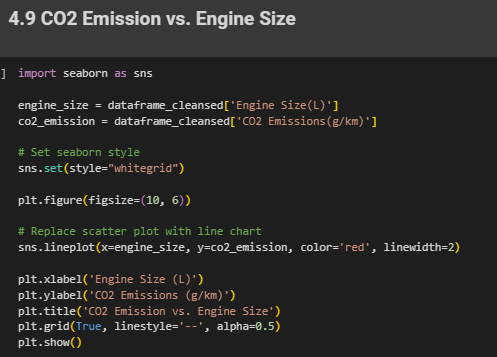 4.9 CO2 Emission vs. Engine Size
] import seaborn as sns
engine_size = dataframe_cleansed['Engine Size(L)']
co2_emission = dataframe_cleansed['CO2 Emissions(g/km)']
# Set seaborn style
sns.set(style="whitegrid")
plt.figure(figsize=(10, 6))
# Replace scatter plot with line chart
sns.lineplot(x=engine_size, y=co2_emission, color='red', linewidth=2)
plt.xlabel('Engine Size (L)')
plt.ylabel('CO2 Emissions (g/km)')
plt.title('CO2 Emission vs. Engine Size')
plt.grid(True, linestyle='--', alpha=0.5)
plt.show()